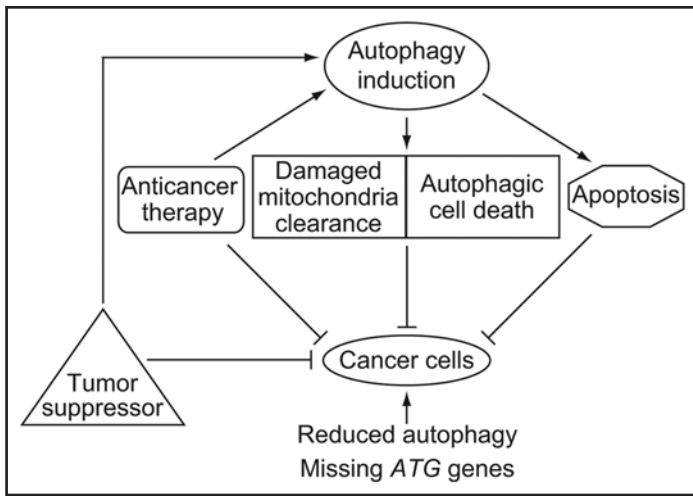 Autophagy
induction
Anticancer
therapy
Damaged
mitochondria
clearance
Autophagic
cell death
Apoptosis
Tumor
suppressor
Cancer cells
Reduced autophagy
Missing ATG genes